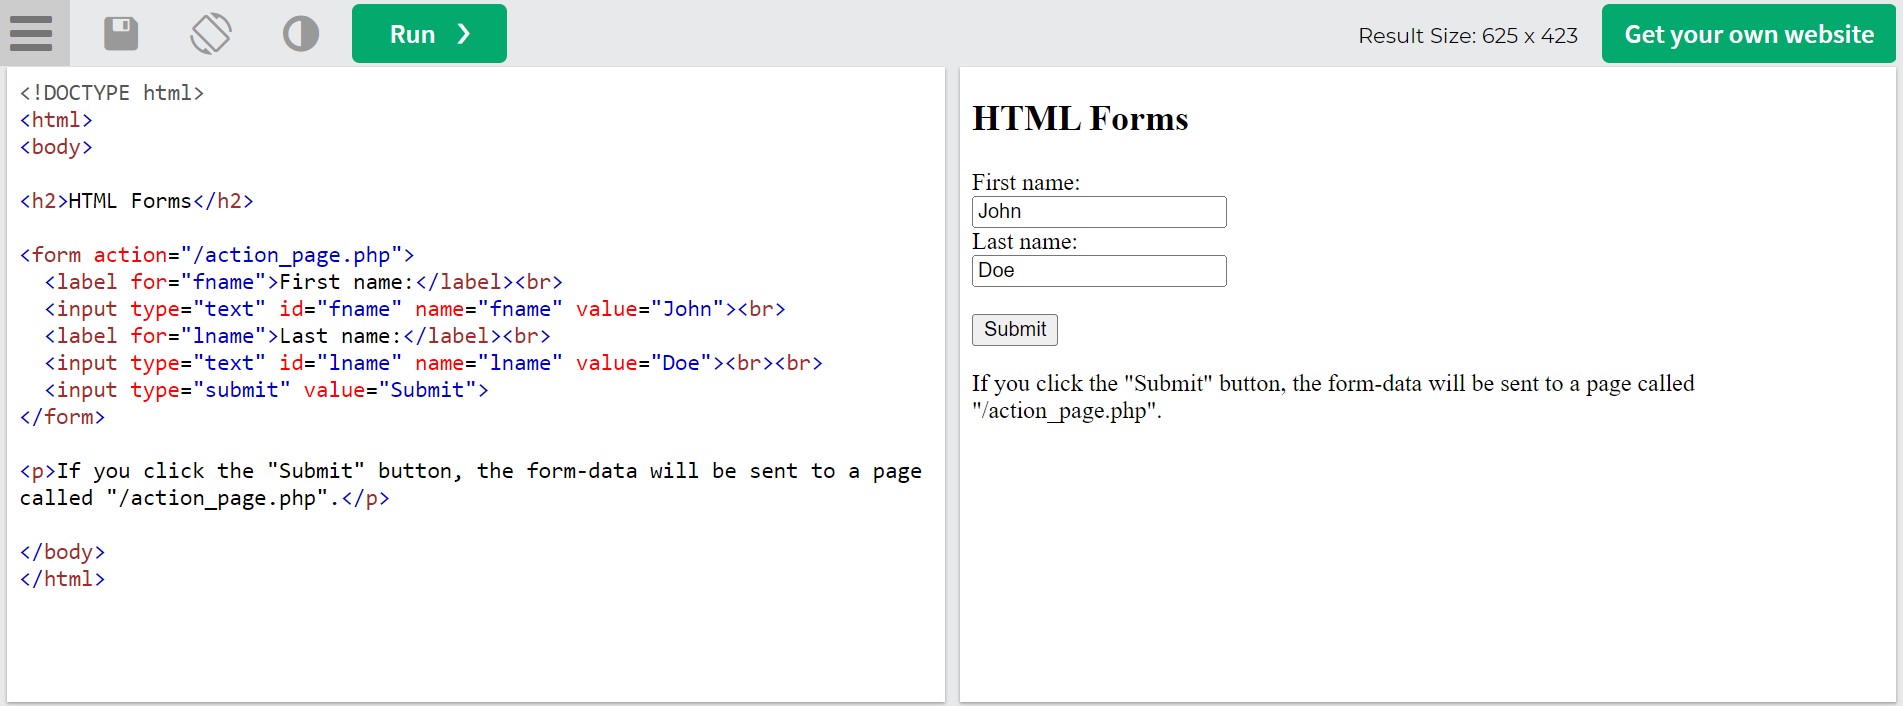 Run ❯
Result Size: 625 x 423
Get your own website
<!DOCTYPE html>
<html>
<body>
<h2>HTML Forms</h2>
<form action="/action_page.php">
  <label for="fname">First name:</label><br>
  <input type="text" id="fname" name="fname" value="John"><br>
  <label for="lname">Last name:</label><br>
  <input type="text" id="lname" name="lname" value="Doe"><br><br>
  <input type="submit" value="Submit">
</form>
<p>If you click the "Submit" button, the form-data will be sent to a page
called "/action_page.php".</p>
</body>
</html>
HTML Forms
First name:
John
Last name:
Doe
Submit
If you click the "Submit" button, the form-data will be sent to a page called
"/action_page.php".